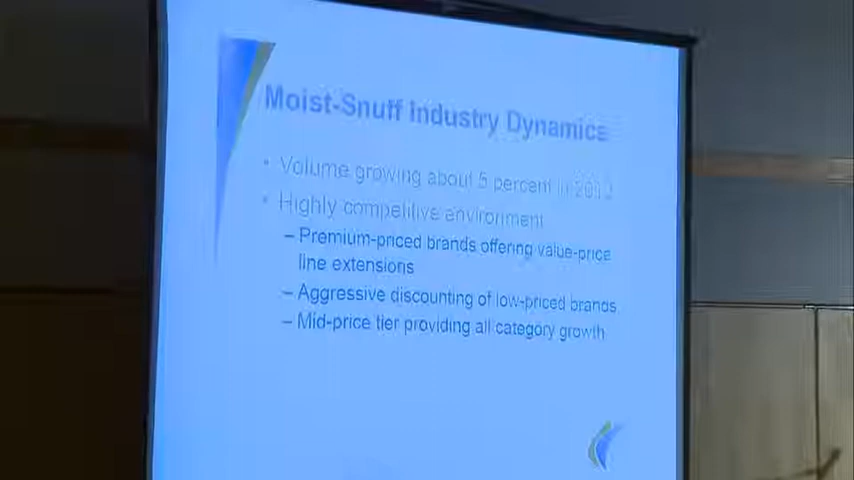 Moist-Snuff Industry Dynamics
• Volume growing about 5 percent in
• Highly competitive environment
– Premium-priced brands offering value-price
line extensions
– Aggressive discounting of low-priced brands
– Mid-price tier providing all category growth